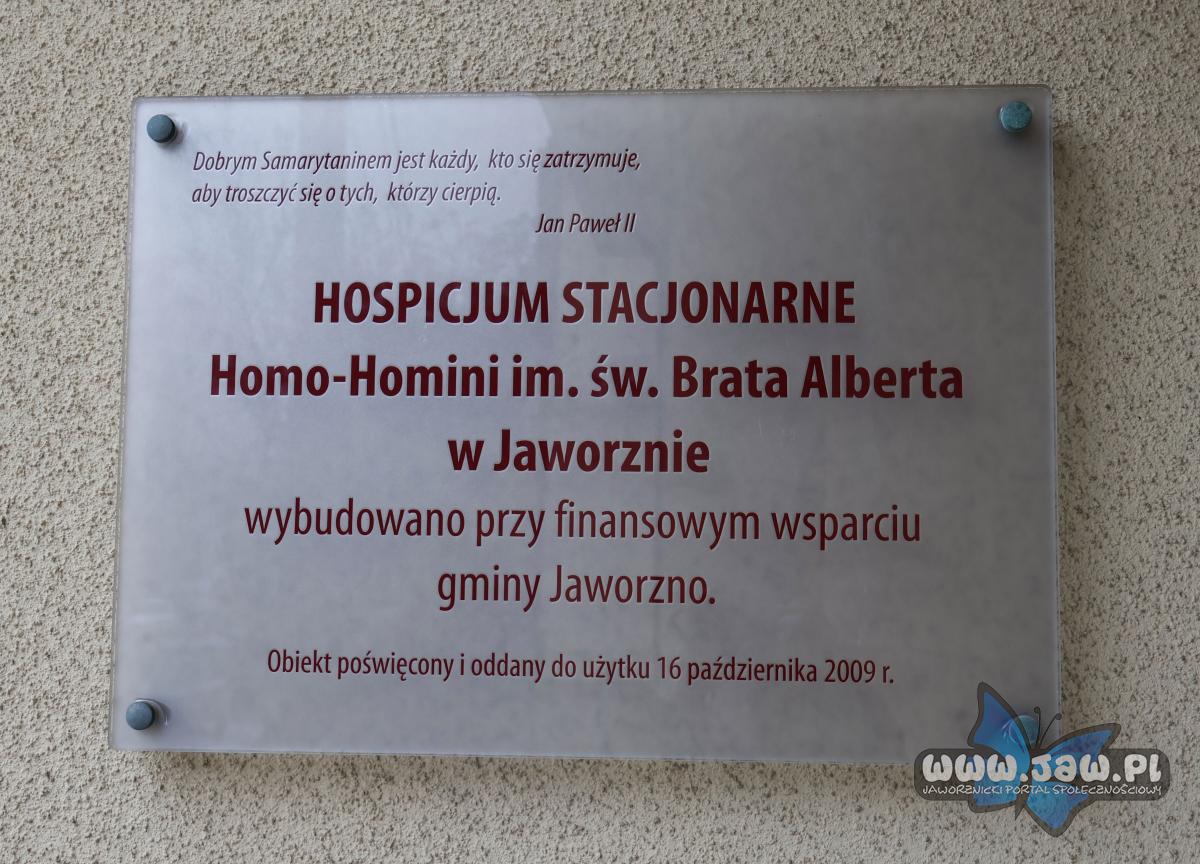 Dobrym Samarytaninem jest każdy, kto się zatrzymuje,
aby troszczyć się o tych, którzy cierpią.
Jan Paweł II
HOSPICJUM STACJONARNE
Homo-Homini im. św. Brata Alberta
w Jaworznie
wybudowano przy finansowym wsparciu
gminy Jaworzno.
Obiekt poświęcony i oddany do użytku 16 października 2009 r.
www.jaw.pl
JAWORZNICKI PORTAL SPOŁECZNOŚCIOWY